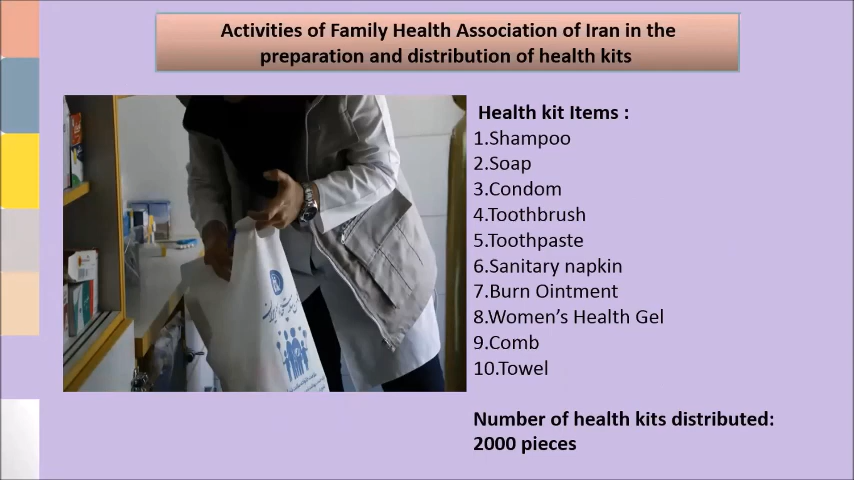 Activities of Family Health Association of Iran in the
preparation and distribution of health kits
Health kit Items :
1.Shampoo
2.Soap
3.Condom
4.Toothbrush
5.Toothpaste
6.Sanitary napkin
7.Burn Ointment
8.Women’s Health Gel
9.Comb
10.Towel
Number of health kits distributed:
2000 pieces